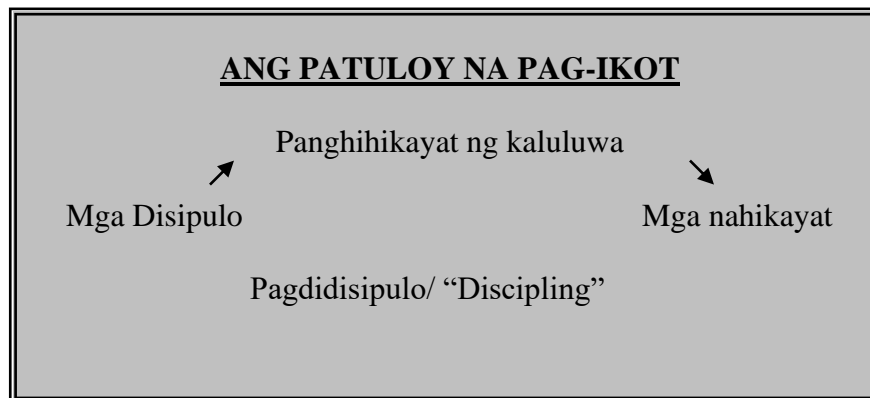 ANG PATULOY NA PAG-IKOT
Panghihikayat ng kaluluwa
Mga Disipulo Mga nahikayat
Pagdidisipulo/ “Discipling”